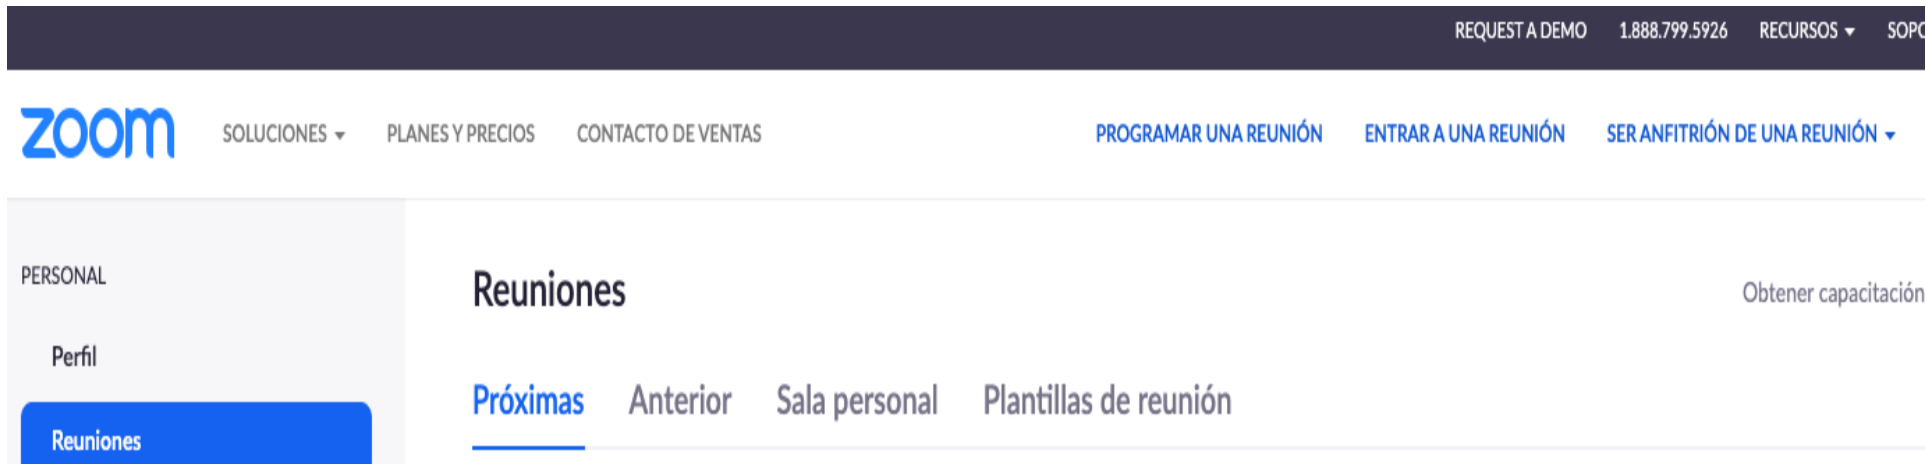 REQUEST A DEMO 1.888.799.5926 RECURSOS
zoom SOLUCIONES PLANES Y PRECIOS CONTACTO DE VENTAS PROGRAMAR UNA REUNIÓN ENTRAR A UNA REUNIÓN SER ANFITRIÓN DE UNA REUNIÓN
PERSONAL
Perfil
Reuniones
Reuniones
Obtener capacitación
Próximas Anterior Sala personal Plantillas de reunión